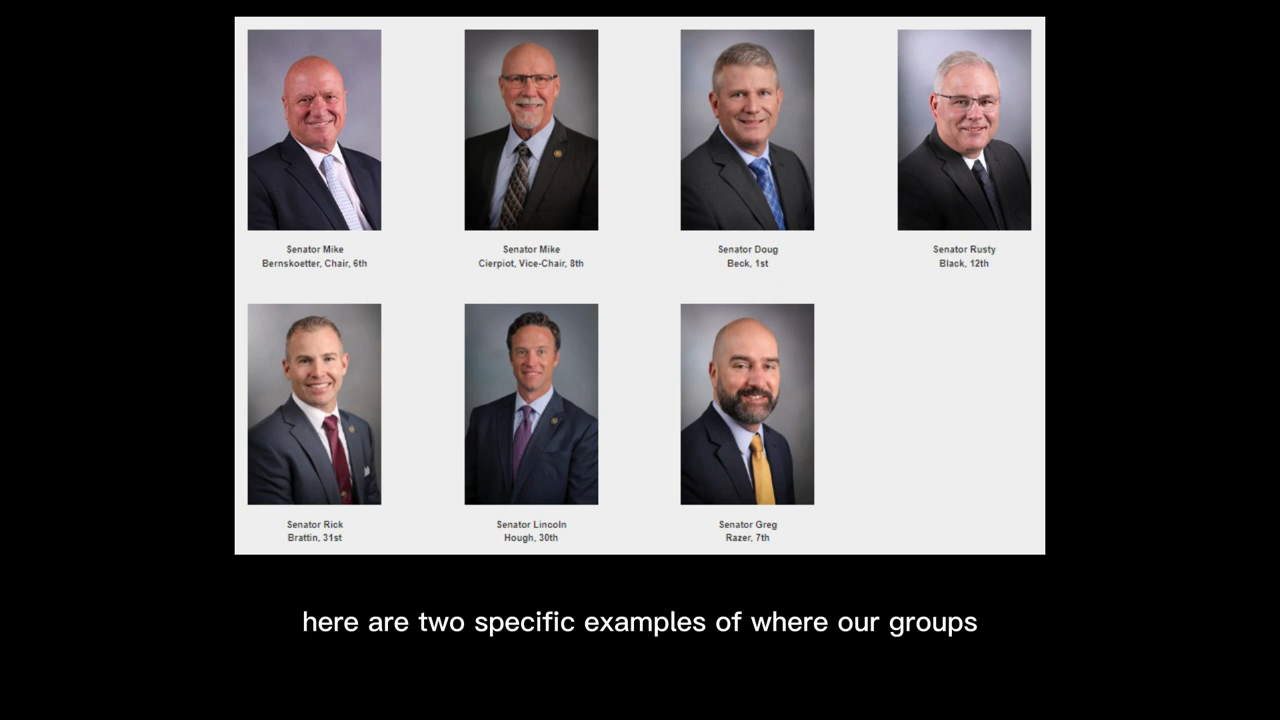 Senator Mike
Bernskoetter, Chair, 6th
Senator Mike
Cierpiot, Vice-Chair, 8th
Senator Doug
Beck, 1st
Senator Rusty
Black, 12th
Senator Rick
Brattin, 31st
Senator Lincoln
Hough, 30th
Senator Greg
Razer, 7th
here are two specific examples of where our groups